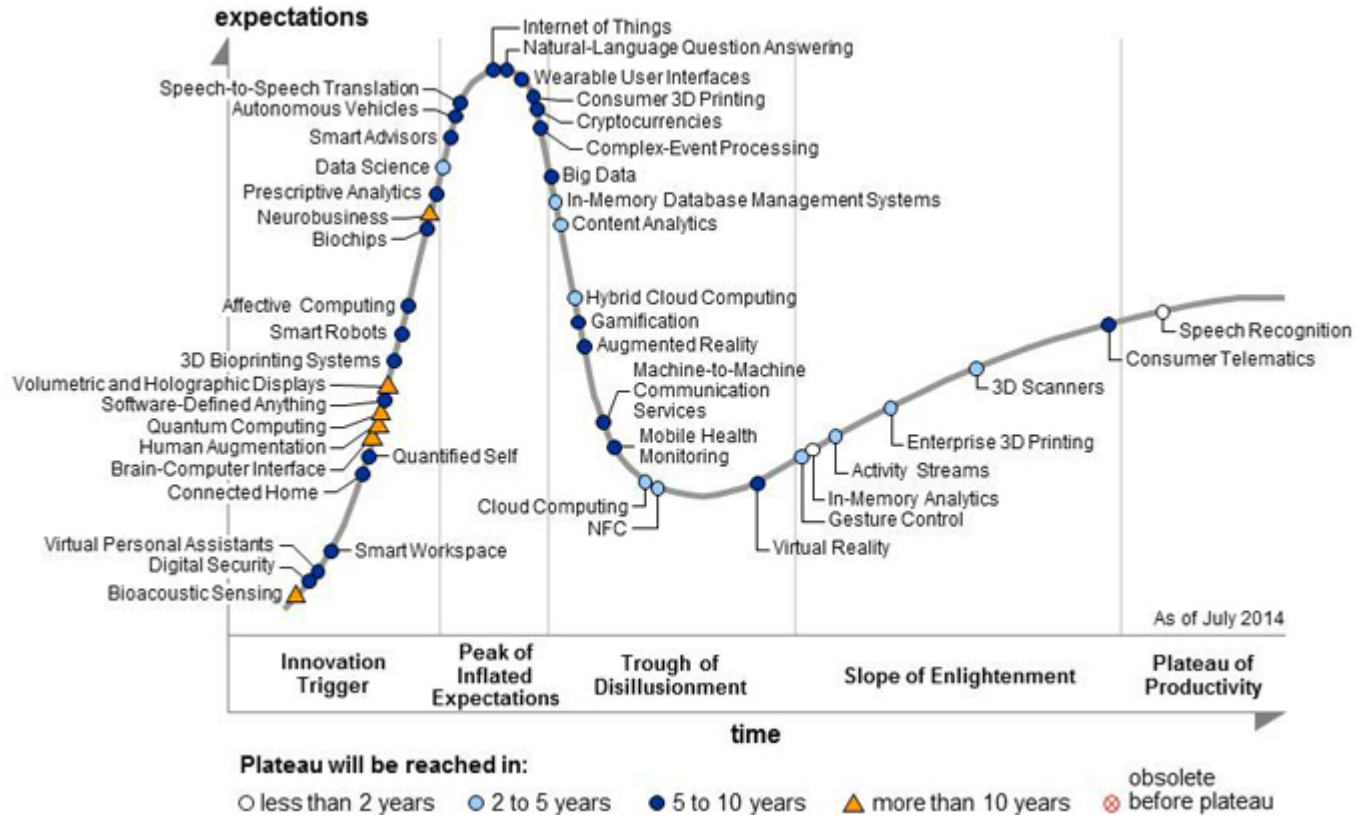 expectations
Internet of Things
Natural-Language Question Answering
Wearable User Interfaces
Speech-to-Speech Translation
Consumer 3D Printing
Autonomous Vehicles
Cryptocurrencies
Smart Advisors
Complex-Event Processing
Data Science
Big Data
Prescriptive Analytics
In-Memory Database Management Systems
Neurobusiness
Content Analytics
Biochips
Affective Computing
Hybrid Cloud Computing
Smart Robots
Gamification
3D Bioprinting Systems
Augmented Reality
Volumetric and Holographic Displays
Machine-to-Machine
Communication
Services
Software-Defined Anything
Quantum Computing
Human Augmentation
Mobile Health
Monitoring
Brain-Computer Interface
Quantified Self
Connected Home
Speech Recognition
Consumer Telematics
3D Scanners
Enterprise 3D Printing
Activity Streams
In-Memory Analytics
Gesture Control
Cloud Computing
NFC
Virtual Reality
Virtual Personal Assistants
Smart Workspace
Digital Security
Bioacoustic Sensing
As of July 2014
Innovation
Trigger
Peak of
Inflated
Expectations
Trough of
Disillusionment
Slope of Enlightenment
Plateau of
Productivity
time
Plateau will be reached in:
less than 2 years
2 to 5 years
5 to 10 years
more than 10 years
obsolete
before plateau